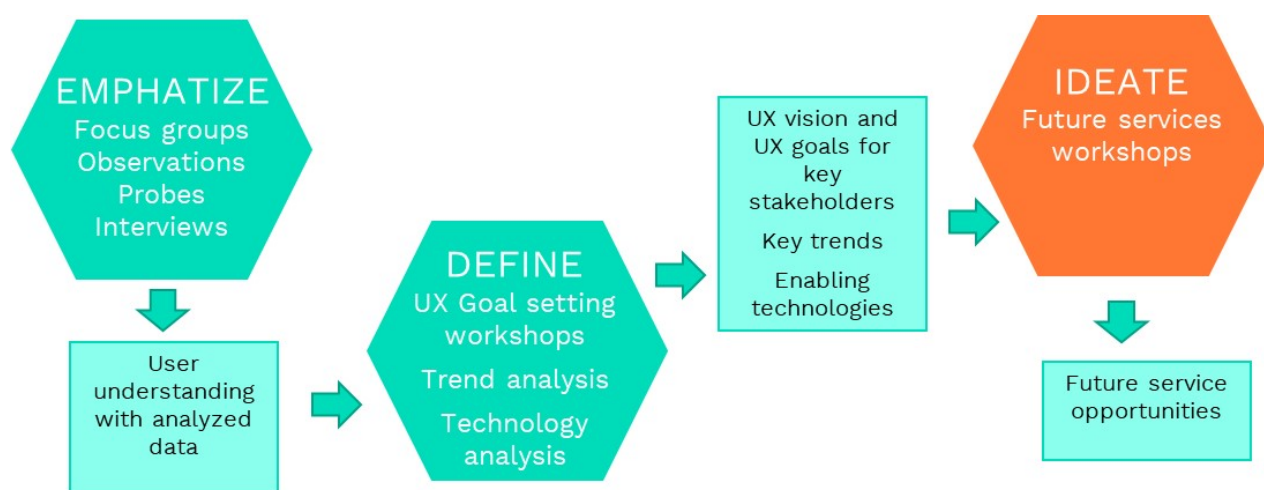 EMPHATIZE
Focus groups
Observations
Probes
Interviews
User
understanding
with analyzed
data
DEFINE
UX Goal setting
workshops
Trend analysis
Technology
analysis
UX vision and
UX goals for
key
stakeholders
Key trends
Enabling
technologies
IDEATE
Future services
workshops
Future service
opportunities